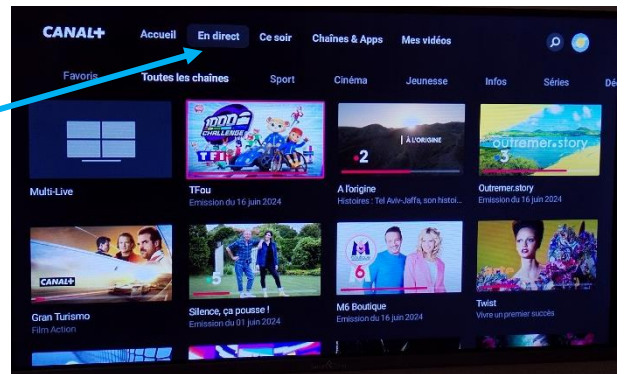 CANAL+ Accueil En direct Ce soir Chaînes & Apps Mes vidéos
Favoris Toutes les chaînes Sport Cinéma Jeunesse Infos Séries
1000
CHALLENGE
TF1
2
À L'ORIGINE
outremer.story
3
Multi-Live
TFou
Emission du 16 juin 2024
A l'origine
Histoires : Tel Aviv-Jaffa, son histoi...
Outremer.story
Emission du 16 juin 2024
CANAL+
5
M6
Boutique
6
arte
Gran Turismo
Film Action
Silence, ça pousse !
Emission du 01 juin 2024
M6 Boutique
Emission du 16 juin 2024
Twist
Vivre un premier succès